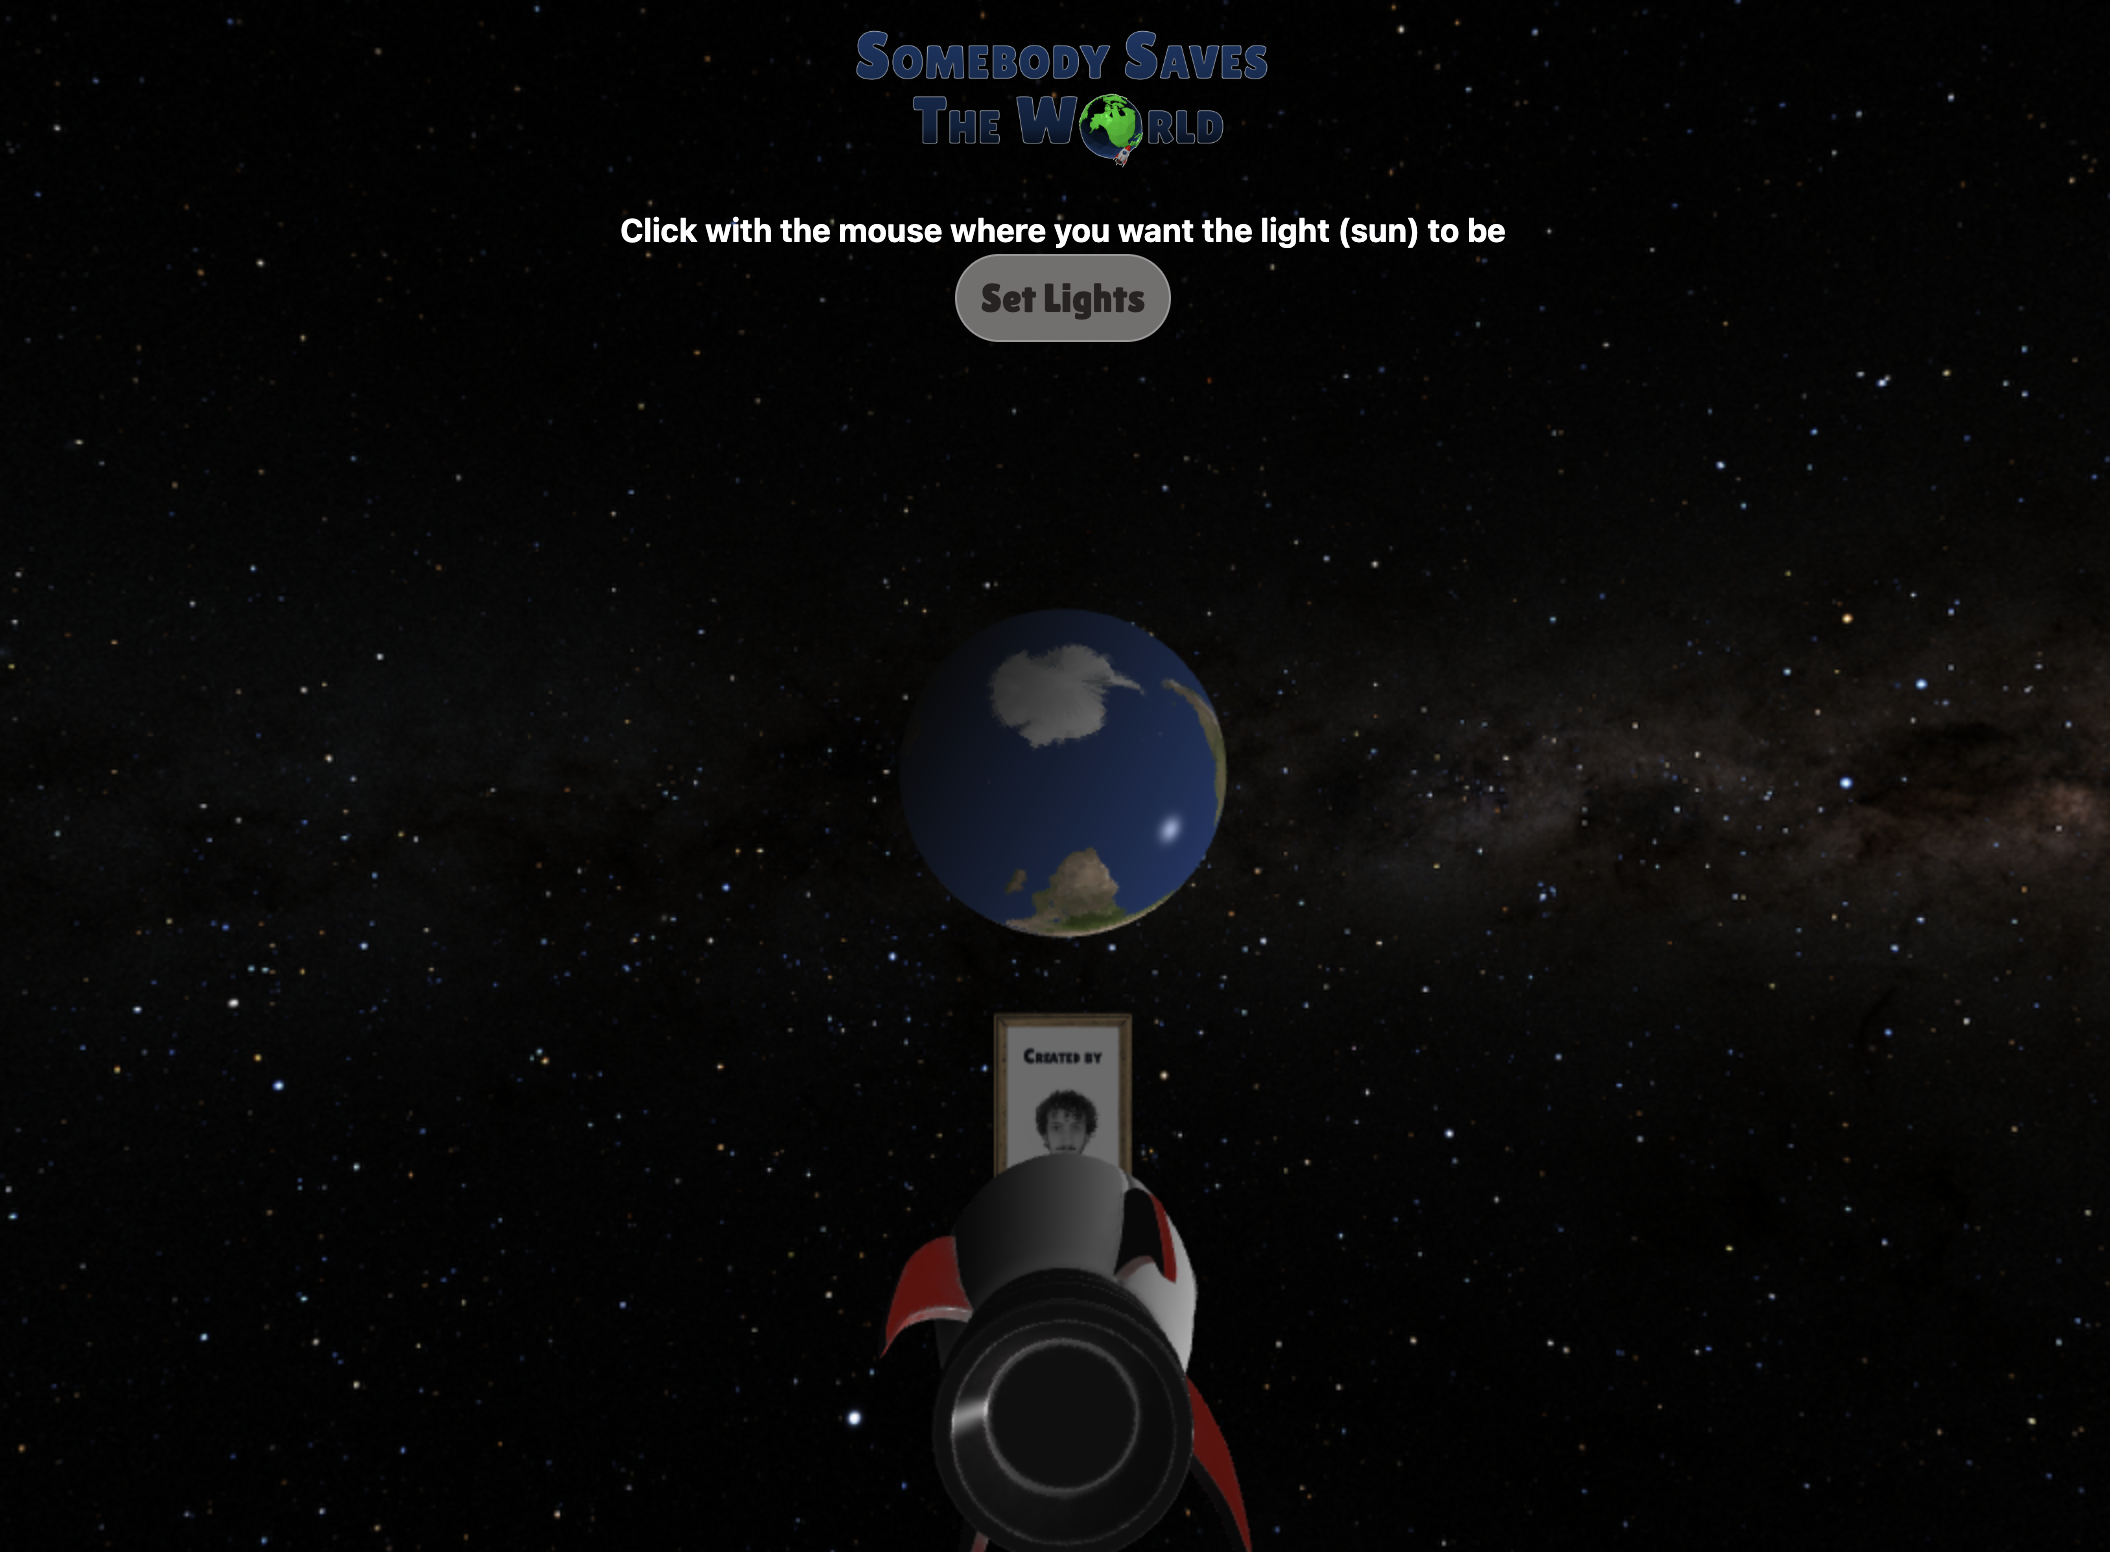 Somebody Saves
The World
Click with the mouse where you want the light (sun) to be
Set Lights
Created by